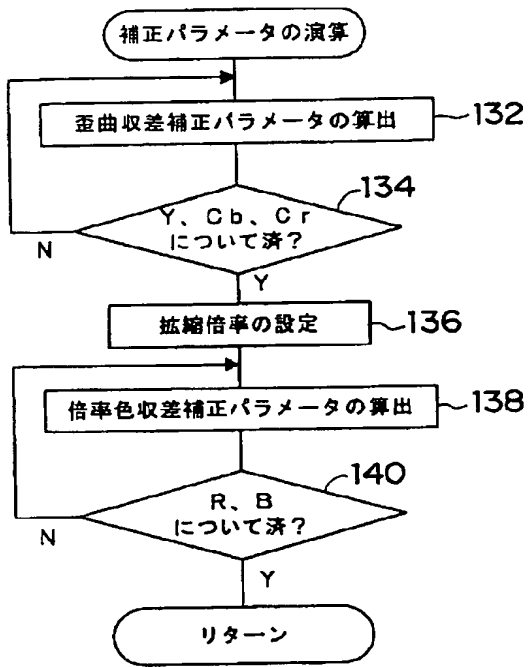 補正パラメータの演算
歪曲収差補正パラメータの算出
132
134
Y、Cb、Cr
について済?
N
Y
拡縮倍率の設定
136
倍率色収差補正パラメータの算出
138
140
R、B
について済?
N
Y
リターン